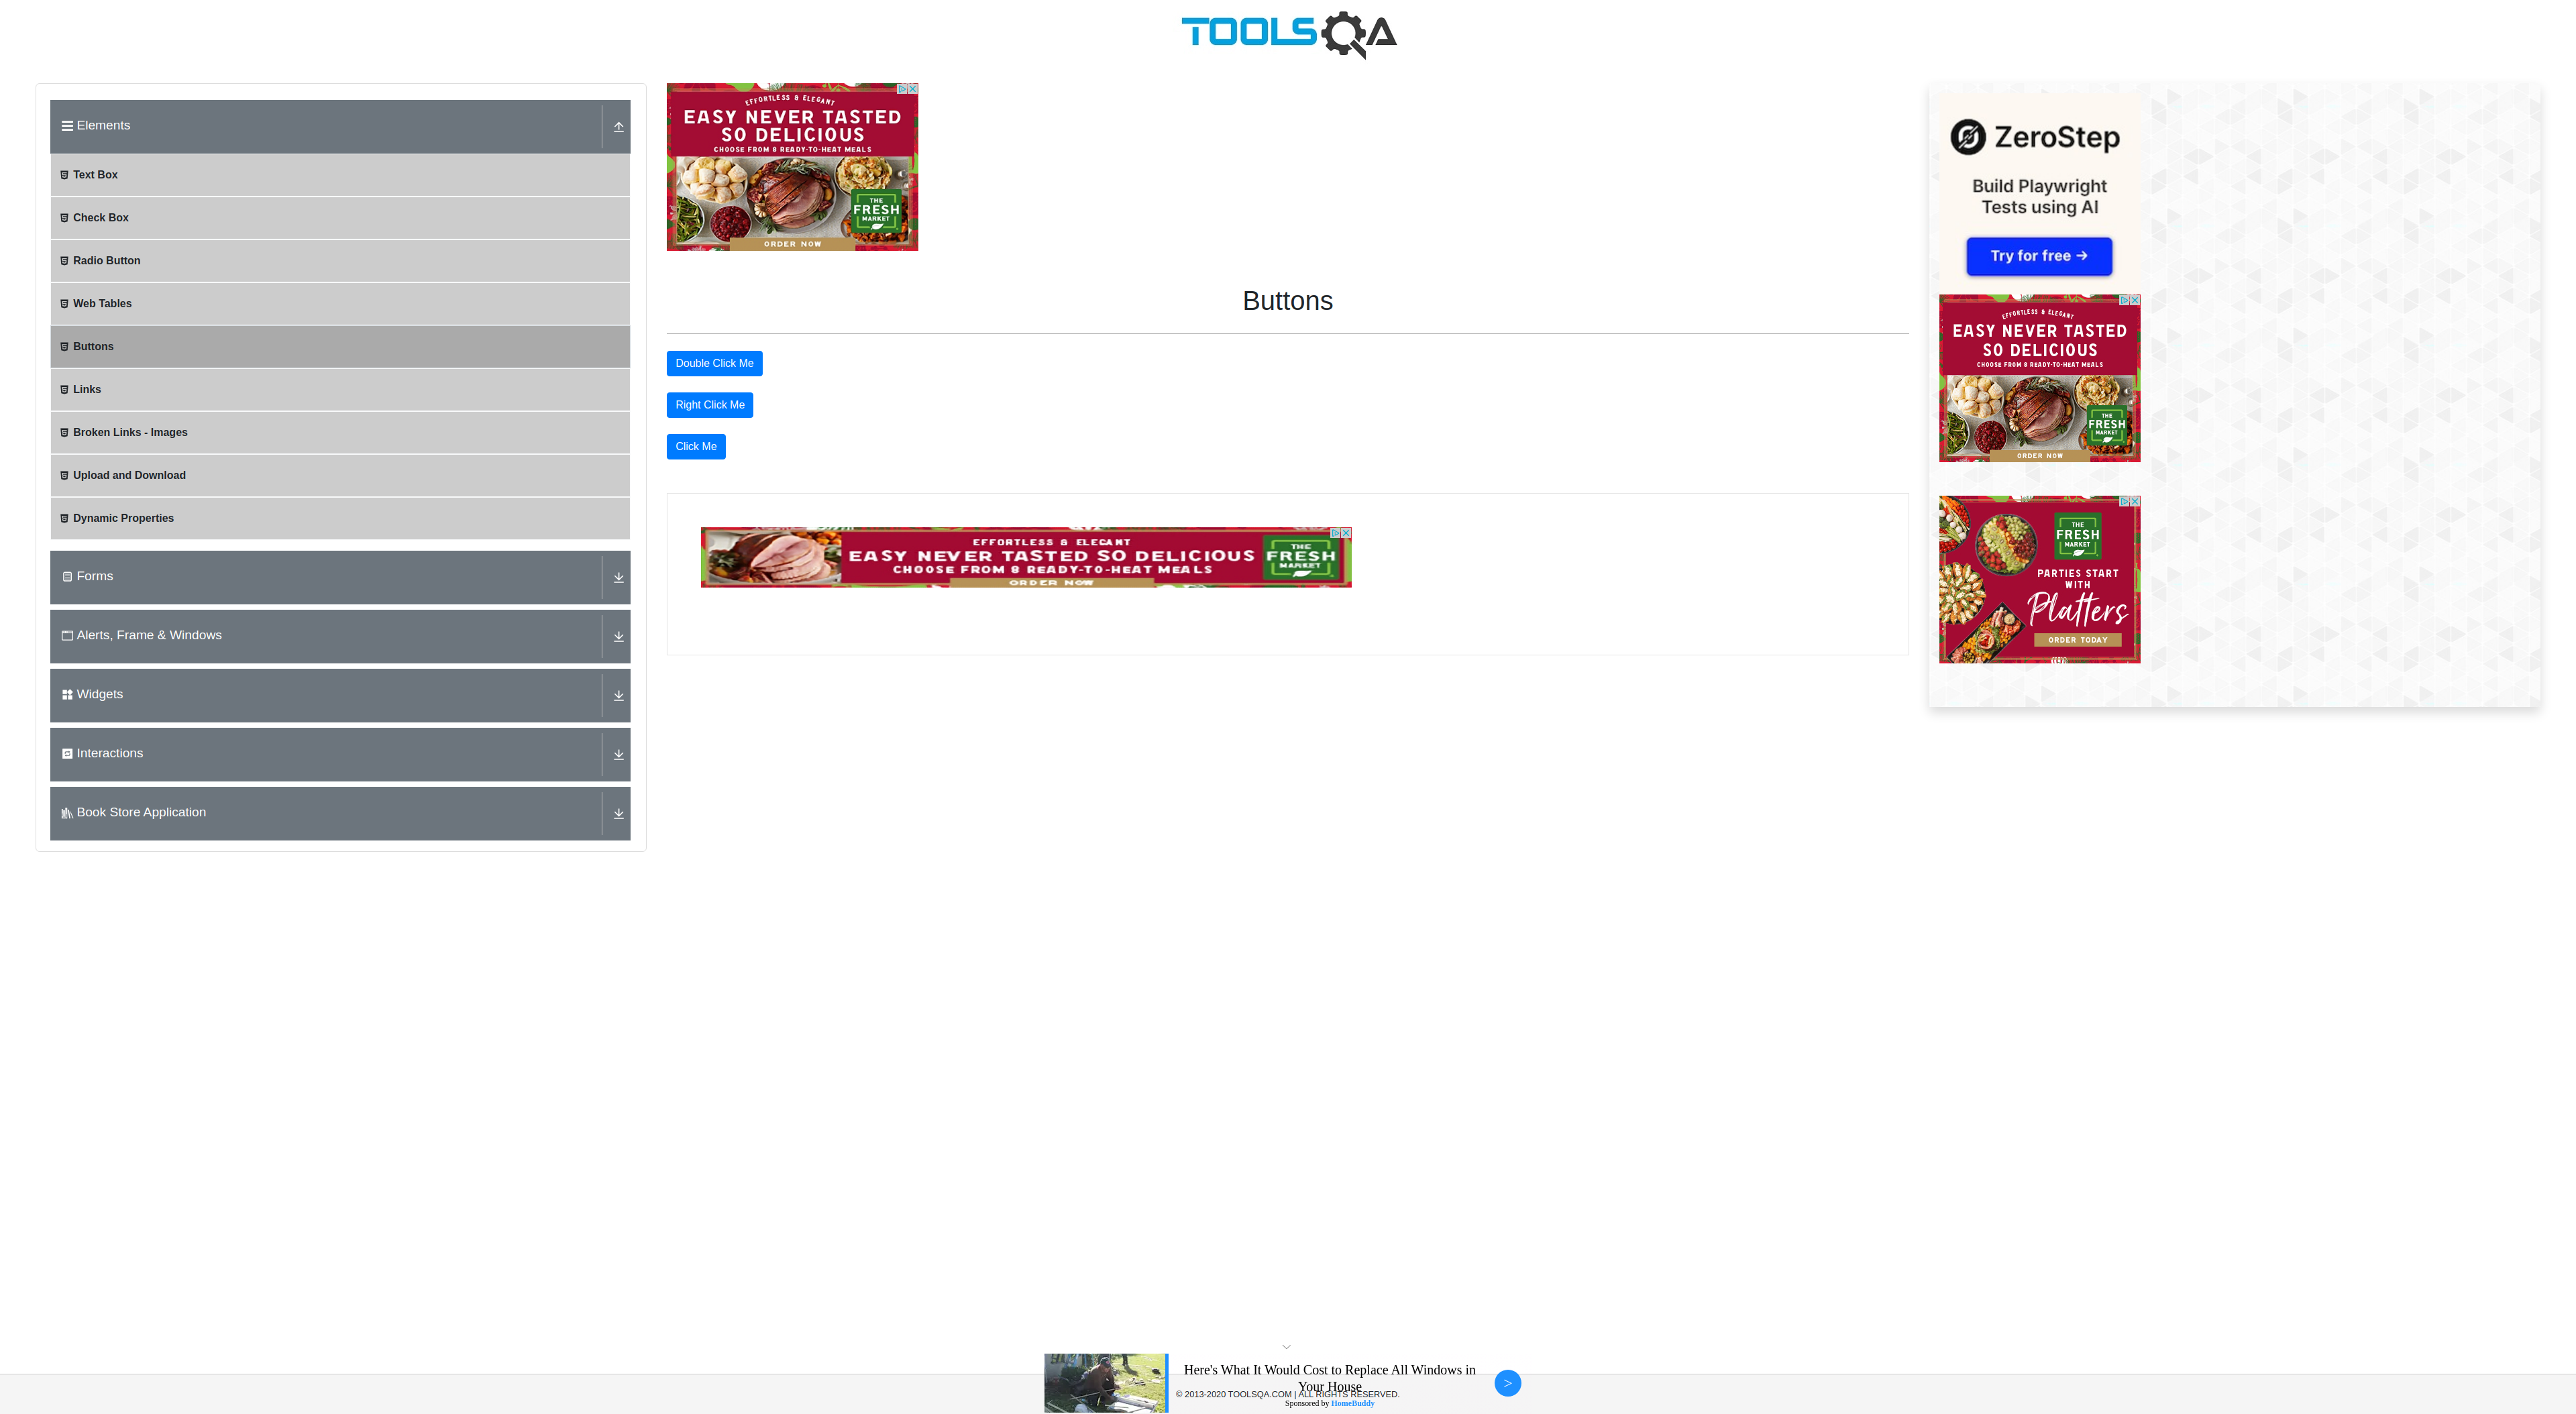 TOOLSQA
Elements
Text Box
Check Box
Radio Button
Web Tables
Buttons
Links
Broken Links - Images
Upload and Download
Dynamic Properties
Forms
Alerts, Frame & Windows
Widgets
Interactions
Book Store Application
EFFORTLESS & ELEGANT
EASY NEVER TASTED
SO DELICIOUS
CHOOSE FROM 8 READY-TO-HEAT MEALS
THE
FRESH
MARKET
ORDER NOW
Buttons
Double Click Me
Right Click Me
Click Me
EFFORTLESS & ELEGANT
EASY NEVER TASTED SO DELICIOUS
CHOOSE FROM 8 READY-TO-HEAT MEALS
ORDER NOW
THE
FRESH
MARKET
ZeroStep
Build Playwright
Tests using AI
Try for free →
EFFORTLESS & ELEGANT
EASY NEVER TASTED
SO DELICIOUS
CHOOSE FROM 8 READY-TO-HEAT MEALS
THE
FRESH
MARKET
ORDER NOW
THE
FRESH
MARKET
PARTIES START
WITH
Platters
ORDER TODAY
Here's What It Would Cost to Replace All Windows in
Your House
>
© 2013-2020 TOOLSQA.COM | ALL RIGHTS RESERVED.
Sponsored by HomeBuddy